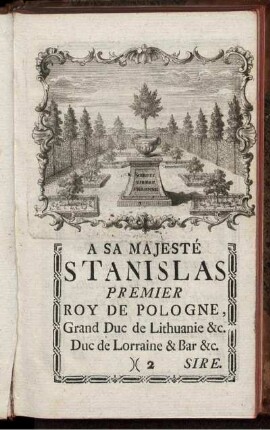 A SA MAJESTÉ
STANISLAS
PREMIER
ROY DE POLOGNE,
Grand Duc de Lithuanie &c.
Duc de Lorraine & Bar &c.
)( 2 SIRE.